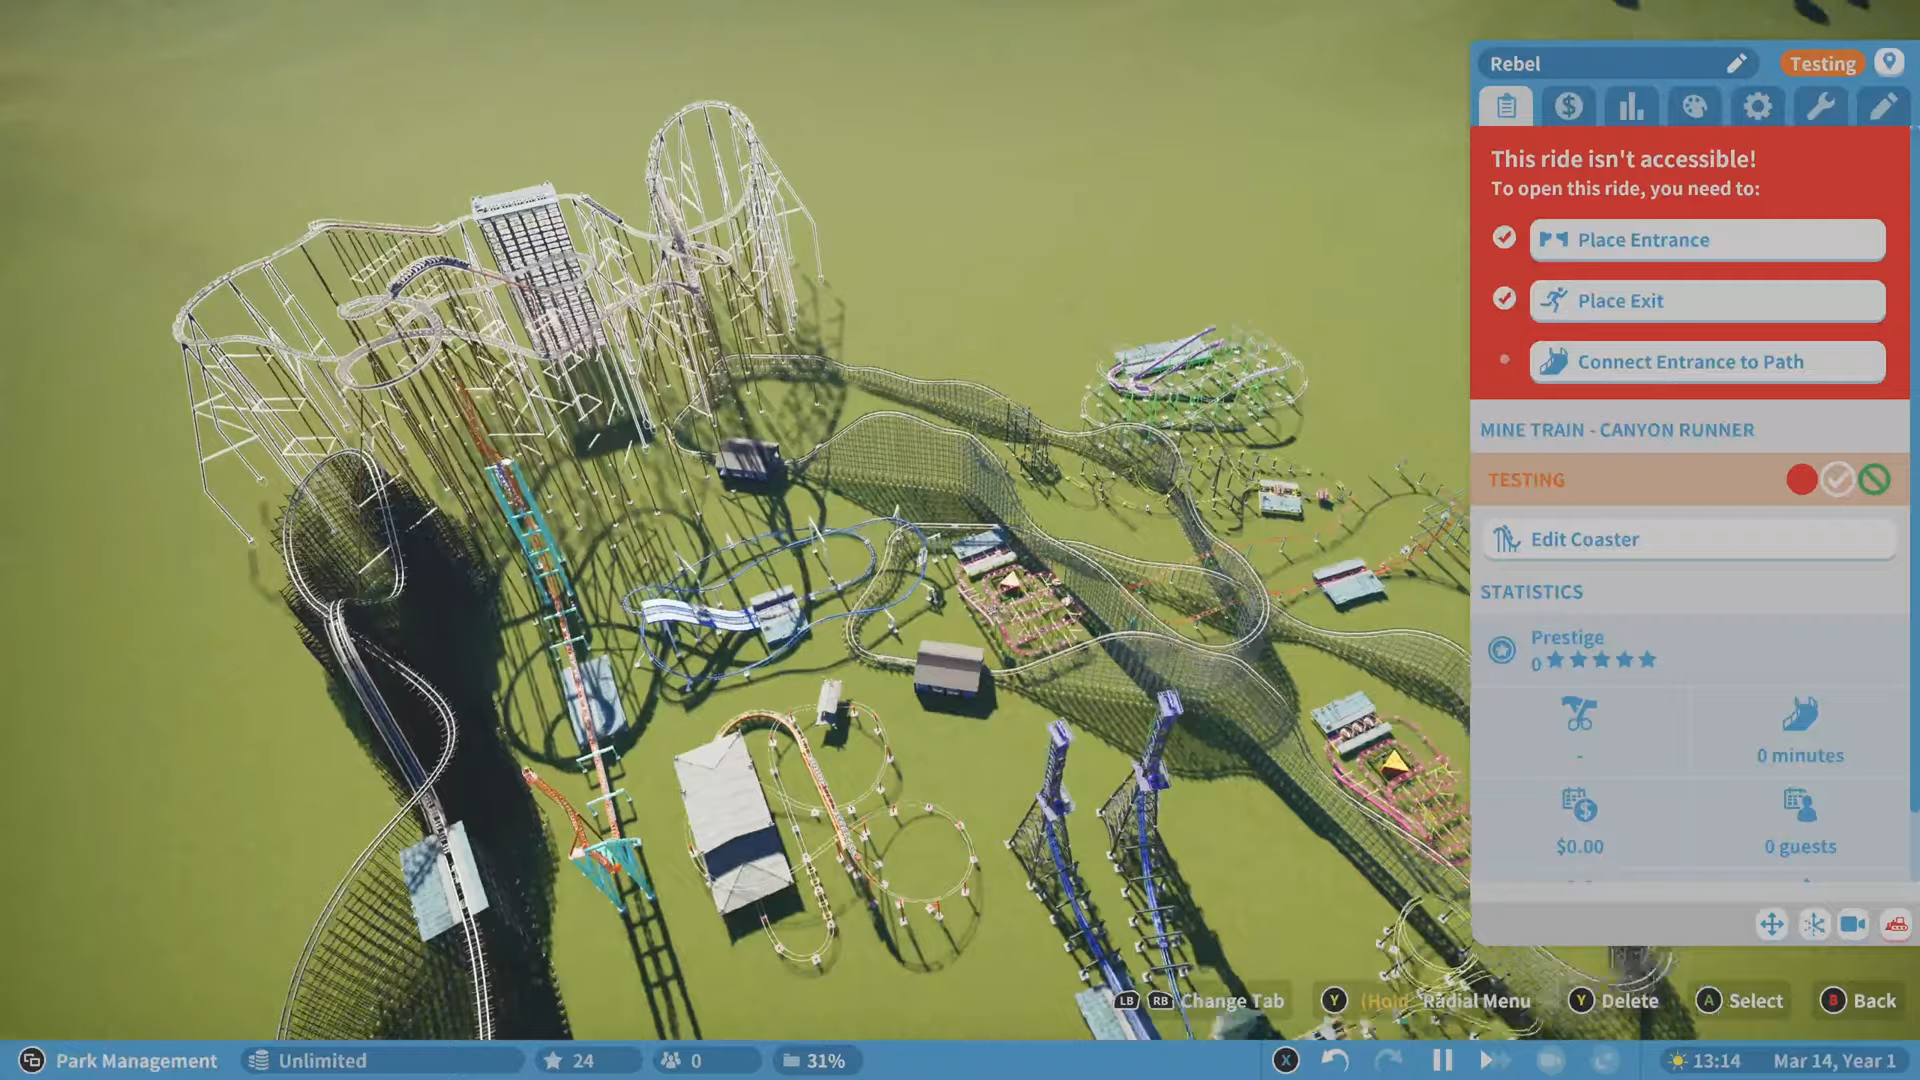 Rebel
Testing
This ride isn't accessible!
To open this ride, you need to:
Place Entrance
Place Exit
Connect Entrance to Path
MINE TRAIN - CANYON RUNNER
TESTING
Edit Coaster
STATISTICS
Prestige
0
-
0 minutes
$0.00
0 guests
LB RB Change Tab
Y (Hold) Radial Menu
Y Delete
A Select
B Back
Park Management
Unlimited
24
0
31%
X
13:14
Mar 14, Year 1